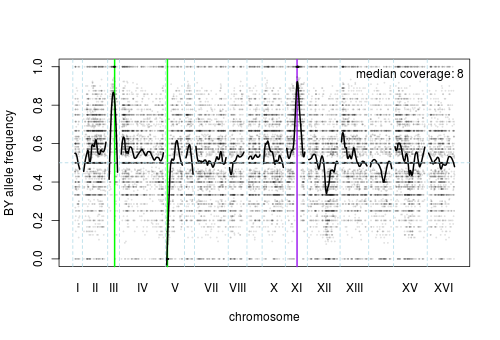 median coverage: 8
BY allele frequency
0.0 0.2 0.4 0.6 0.8 1.0
I II III IV V VII VIII X XI XII XIII XV XVI
chromosome